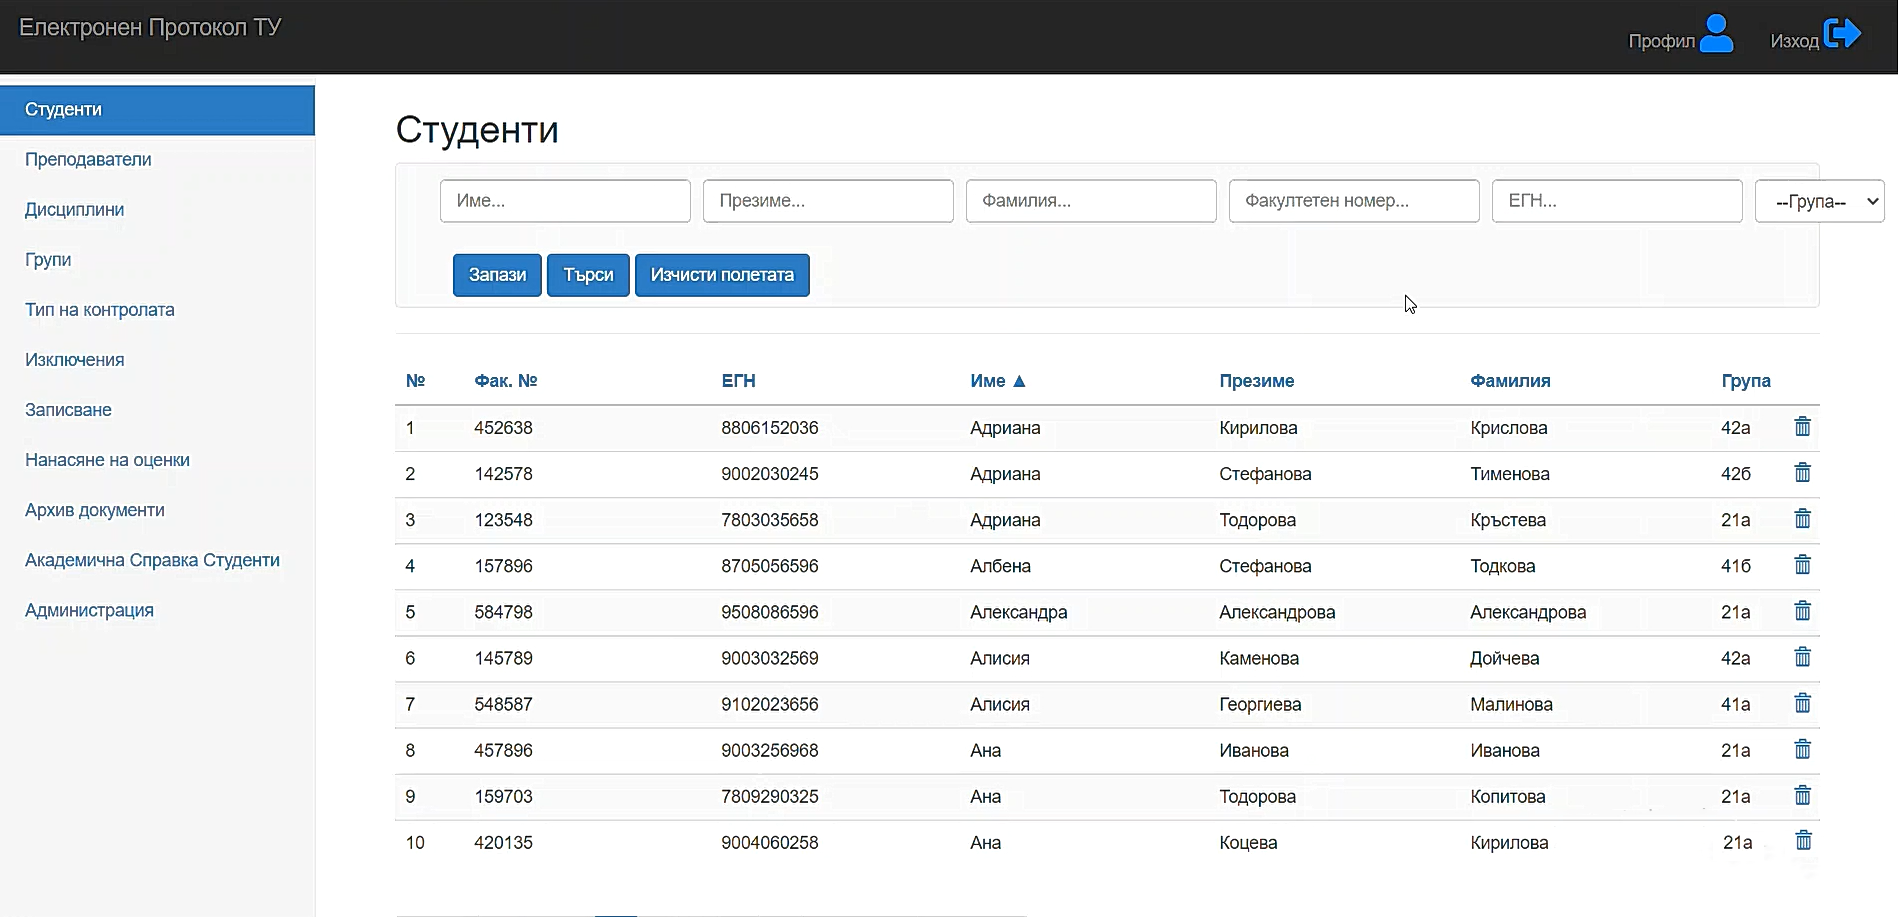 Електронен Протокол ТУ
Профил
Изход
Студенти
Преподаватели
Дисциплини
Групи
Тип на контролата
Изключения
Записване
Нанасяне на оценки
Архив документи
Академична Справка Студенти
Администрация
Студенти
Име... Презиме... Фамилия... Факултетен номер... ЕГН... --Група--
Запази Търси Изчисти полетата
№ Фак. № ЕГН Име ▲ Презиме Фамилия Група
1 452638 8806152036 Адриана Кирилова Крислова 42а
2 142578 9002030245 Адриана Стефанова Тименова 42б
3 123548 7803035658 Адриана Тодорова Кръстева 21а
4 157896 8705056596 Албена Стефанова Тодкова 41б
5 584798 9508086596 Александра Александрова Александрова 21а
6 145789 9003032569 Алисия Каменова Дойчева 42а
7 548587 9102023656 Алисия Георгиева Малинова 41а
8 457896 9003256968 Ана Иванова Иванова 21а
9 159703 7809290325 Ана Тодорова Копитова 21а
10 420135 9004060258 Ана Коцева Кирилова 21а